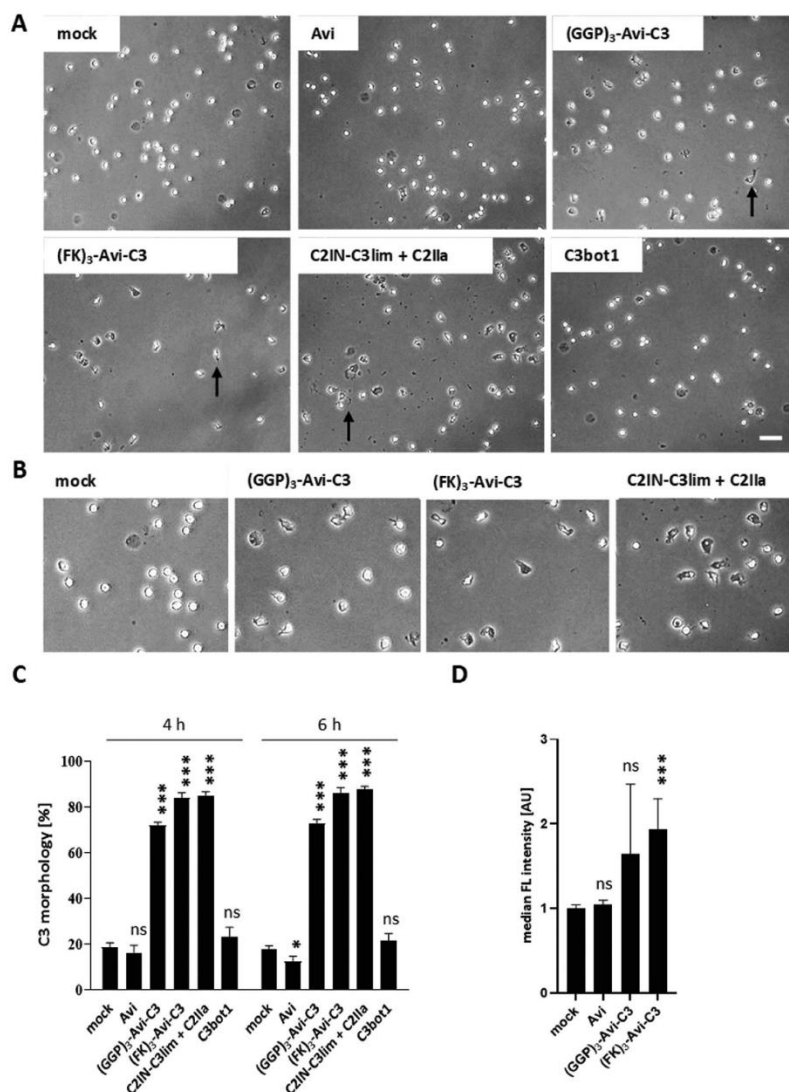 A
mock
Avi
(GGP)₃-Avi-C3
(FK)₃-Avi-C3
C2IN-C3lim + C2IIa
C3bot1
B
mock
(GGP)₃-Avi-C3
(FK)₃-Avi-C3
C2IN-C3lim + C2IIa
C
4 h
6 h
C3 morphology [%]
100
80
60
40
20
0
ns
***
***
***
ns
*
***
***
***
ns
mock
Avi
(GGP)₃-Avi-C3
(FK)₃-Avi-C3
C2IN-C3lim + C2IIa
C3bot1
mock
Avi
(GGP)₃-Avi-C3
(FK)₃-Avi-C3
C2IN-C3lim + C2IIa
C3bot1
D
median FL intensity [AU]
3
2
1
0
ns
ns
***
mock
Avi
(GGP)₃-Avi-C3
(FK)₃-Avi-C3